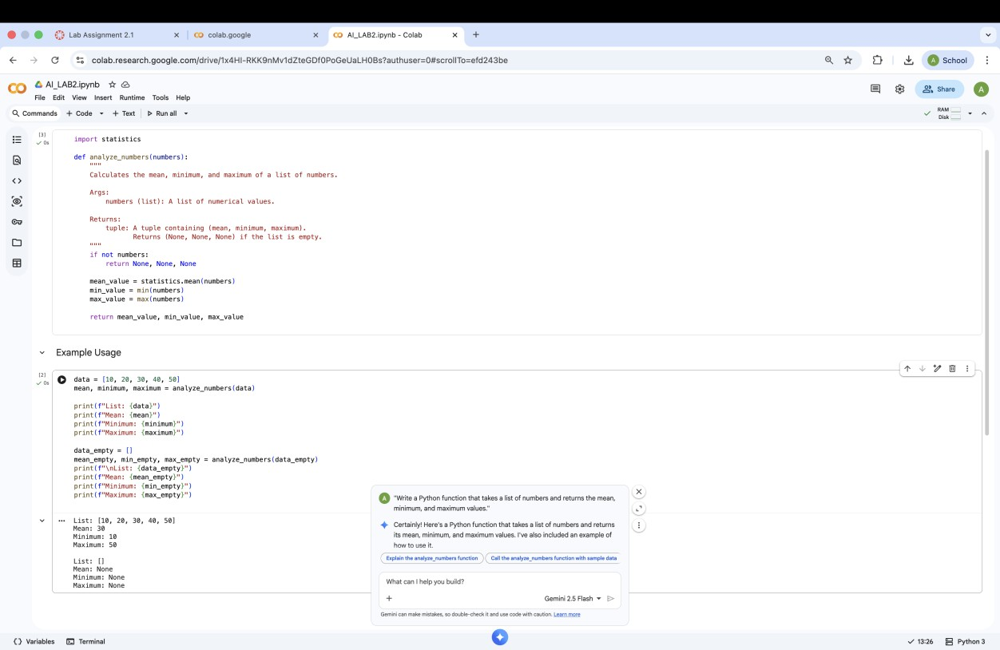 Lab Assignment 2.1
colab.google
AI_LAB2.ipynb - Colab
colab.research.google.com/drive/1x4HI-RKK9nMv1dZteGDf0PoGeUaLH0Bs?authuser=0#scrollTo=efd243be
A School
AI_LAB2.ipynb
File Edit View Insert Runtime Tools Help
Share
A
Commands + Code + Text Run all
RAM
Disk
[3]
0s
import statistics
def analyze_numbers(numbers):
"""
Calculates the mean, minimum, and maximum of a list of numbers.
Args:
numbers (list): A list of numerical values.
Returns:
tuple: A tuple containing (mean, minimum, maximum).
Returns (None, None, None) if the list is empty.
"""
if not numbers:
return None, None, None
mean_value = statistics.mean(numbers)
min_value = min(numbers)
max_value = max(numbers)
return mean_value, min_value, max_value
Example Usage
[2]
0s
data = [10, 20, 30, 40, 50]
mean, minimum, maximum = analyze_numbers(data)
print(f"List: {data}")
print(f"Mean: {mean}")
print(f"Minimum: {minimum}")
print(f"Maximum: {maximum}")
data_empty = []
mean_empty, min_empty, max_empty = analyze_numbers(data_empty)
print(f"\nList: {data_empty}")
print(f"Mean: {mean_empty}")
print(f"Minimum: {min_empty}")
print(f"Maximum: {max_empty}")
List: [10, 20, 30, 40, 50]
Mean: 30
Minimum: 10
Maximum: 50
List: []
Mean: None
Minimum: None
Maximum: None
A
"Write a Python function that takes a list of numbers and returns the mean,
minimum, and maximum values."
Certainly! Here's a Python function that takes a list of numbers and returns
its mean, minimum, and maximum values. I've also included an example of
how to use it.
Explain the analyze_numbers function
Call the analyze_numbers function with sample data
What can I help you build?
Gemini 2.5 Flash
Gemini can make mistakes, so double-check it and use code with caution. Learn more
Variables Terminal
13:26 Python 3